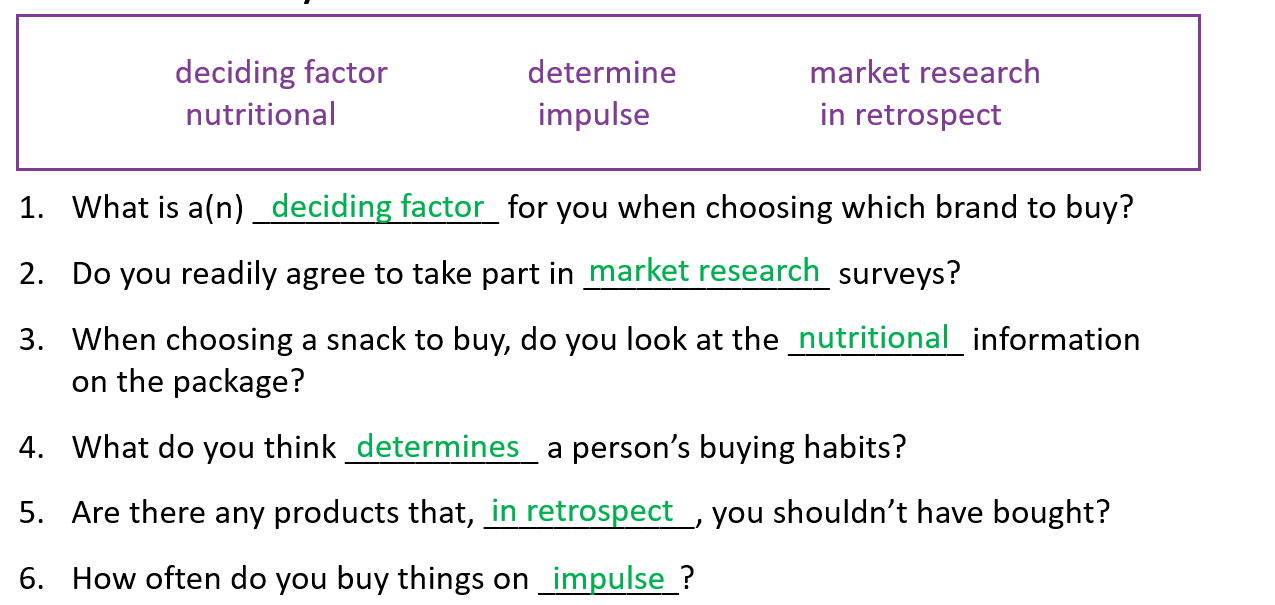 deciding factor determine market research
nutritional impulse in retrospect
1. What is a(n) deciding factor for you when choosing which brand to buy?
2. Do you readily agree to take part in market research surveys?
3. When choosing a snack to buy, do you look at the nutritional information
on the package?
4. What do you think determines a person’s buying habits?
5. Are there any products that, in retrospect, you shouldn’t have bought?
6. How often do you buy things on impulse?